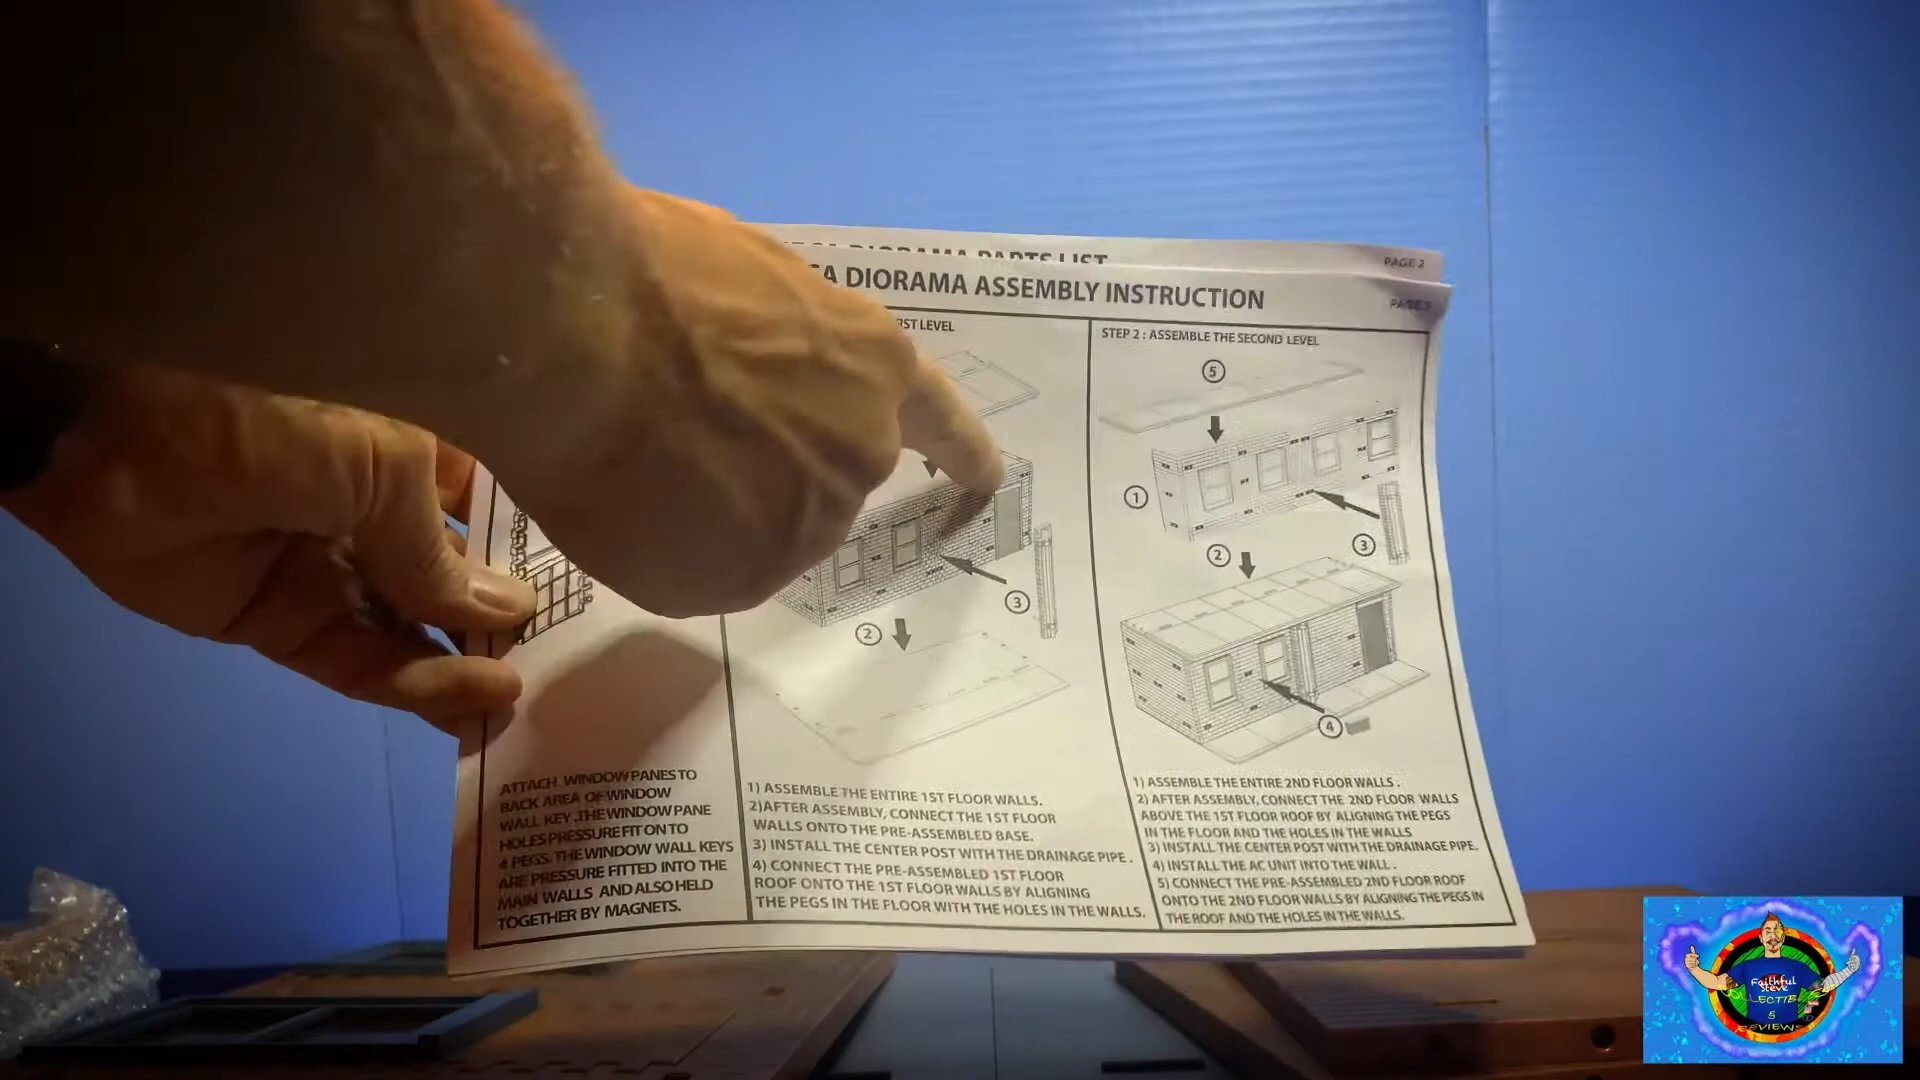 DIORAMA PARTS LIST
PAGE 2
DIORAMA ASSEMBLY INSTRUCTION
RST LEVEL
STEP 2 : ASSEMBLE THE SECOND LEVEL
5
1
3
2
3
2
4
ATTACH WINDOW PANES TO
BACK AREA OF WINDOW
WALL KEY .THE WINDOW PANE
HOLES PRESSURE FIT ON TO
4 PEGS. THE WINDOW WALL KEYS
ARE PRESSURE FITTED INTO THE
MAIN WALLS AND ALSO HELD
TOGETHER BY MAGNETS.
1) ASSEMBLE THE ENTIRE 1ST FLOOR WALLS.
2)AFTER ASSEMBLY, CONNECT THE 1ST FLOOR
WALLS ONTO THE PRE-ASSEMBLED BASE.
3) INSTALL THE CENTER POST WITH THE DRAINAGE PIPE .
4) CONNECT THE PRE-ASSEMBLED 1ST FLOOR
ROOF ONTO THE 1ST FLOOR WALLS BY ALIGNING
THE PEGS IN THE FLOOR WITH THE HOLES IN THE WALLS.
1) ASSEMBLE THE ENTIRE 2ND FLOOR WALLS .
2) AFTER ASSEMBLY, CONNECT THE 2ND FLOOR WALLS
ABOVE THE 1ST FLOOR ROOF BY ALIGNING THE PEGS
IN THE FLOOR AND THE HOLES IN THE WALLS
3) INSTALL THE CENTER POST WITH THE DRAINAGE PIPE.
4) INSTALL THE AC UNIT INTO THE WALL .
5) CONNECT THE PRE-ASSEMBLED 2ND FLOOR ROOF
ONTO THE 2ND FLOOR WALLS BY ALIGNING THE PEGS IN
THE ROOF AND THE HOLES IN THE WALLS.
Faithful
Steve
&
REVIEWS